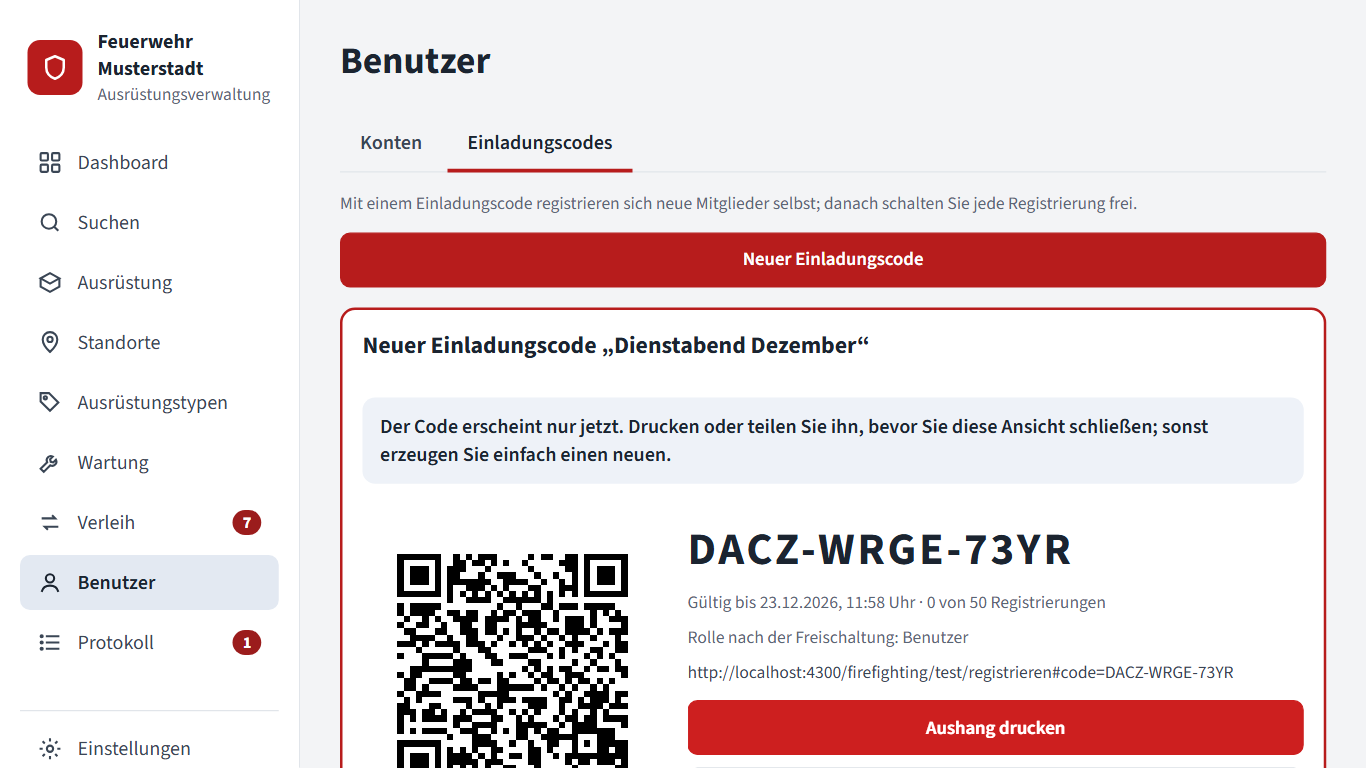 Feuerwehr
Musterstadt
Ausrüstungsverwaltung
Dashboard
Suchen
Ausrüstung
Standorte
Ausrüstungstypen
Wartung
Verleih 7
Benutzer
Protokoll 1
Einstellungen
Benutzer
Konten Einladungscodes
Mit einem Einladungscode registrieren sich neue Mitglieder selbst; danach schalten Sie jede Registrierung frei.
Neuer Einladungscode
Neuer Einladungscode „Dienstabend Dezember“
Der Code erscheint nur jetzt. Drucken oder teilen Sie ihn, bevor Sie diese Ansicht schließen; sonst
erzeugen Sie einfach einen neuen.
DACZ-WRGE-73YR
Gültig bis 23.12.2026, 11:58 Uhr · 0 von 50 Registrierungen
Rolle nach der Freischaltung: Benutzer
http://localhost:4300/firefighting/test/registrieren#code=DACZ-WRGE-73YR
Aushang drucken